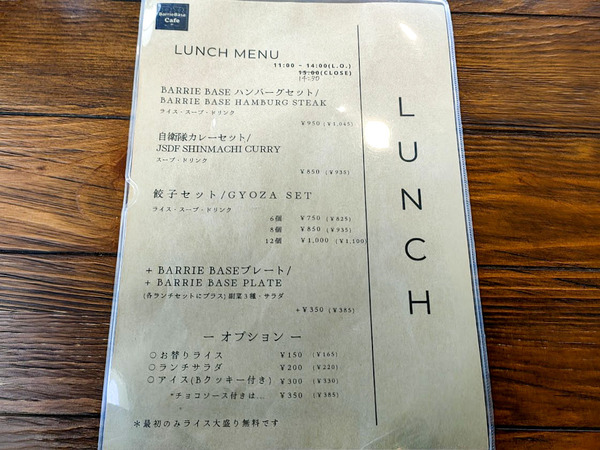 BarrieBase
Cafe
LUNCH MENU
11:00 - 14:00(L.O.)
15:00(CLOSE)
14:30
BARRIE BASE ハンバーグセット/
BARRIE BASE HAMBURG STEAK
ライス・スープ・ドリンク
¥950 (¥1,045)
自衛隊カレーセット/
JSDF SHINMACHI CURRY
スープ・ドリンク
¥850 (¥935)
餃子セット/GYOZA SET
ライス・スープ・ドリンク
6個 ¥750 (¥825)
8個 ¥850 (¥935)
12個 ¥1,000 (¥1,100)
+ BARRIE BASEプレート/
+ BARRIE BASE PLATE
(各ランチセットにプラス) 副菜3種・サラダ
+¥350 (¥385)
ー オプション ー
○お替りライス ¥150 (¥165)
○ランチサラダ ¥200 (¥220)
○アイス(Bクッキー付き) ¥300 (¥330)
*チョコソース付きは... ¥350 (¥385)
*最初のみライス大盛り無料です
LUNCH